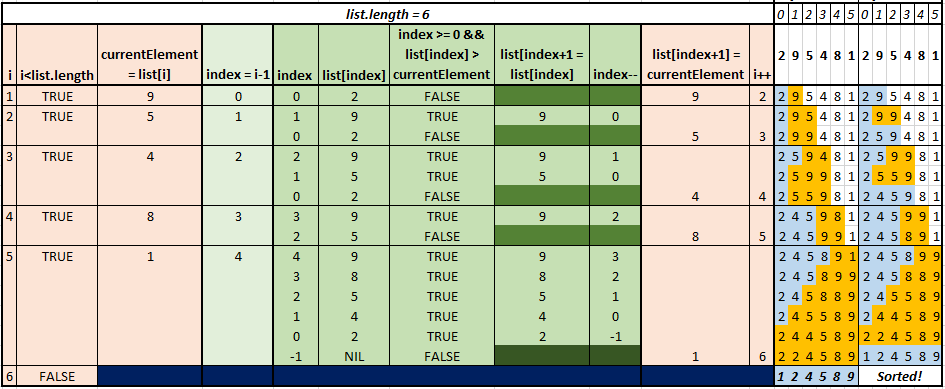 list.length = 6 0 1 2 3 4 5 0 1 2 3 4 5
i i<list.length currentElement = list[i] index = i-1 index list[index] index >= 0 && list[index] > currentElement list[index+1 = list[index] index-- list[index+1] = currentElement i++ 2 9 5 4 8 1 2 9 5 4 8 1
1 TRUE 9 0 0 2 FALSE 9 2 2 9 5 4 8 1 2 9 5 4 8 1
2 TRUE 5 1 1 9 TRUE 9 0 2 9 5 4 8 1 2 9 9 4 8 1
0 2 FALSE 5 3 2 9 9 4 8 1 2 5 9 4 8 1
3 TRUE 4 2 2 9 TRUE 9 1 2 5 9 4 8 1 2 5 9 9 8 1
1 5 TRUE 5 0 2 5 9 9 8 1 2 5 5 9 8 1
0 2 FALSE 4 4 2 5 5 9 8 1 2 4 5 9 8 1
4 TRUE 8 3 3 9 TRUE 9 2 2 4 5 9 8 1 2 4 5 9 9 1
2 5 FALSE 8 5 2 4 5 9 9 1 2 4 5 8 9 1
5 TRUE 1 4 4 9 TRUE 9 3 2 4 5 8 9 1 2 4 5 8 9 9
3 8 TRUE 8 2 2 4 5 8 9 9 2 4 5 8 8 9
2 5 TRUE 5 1 2 4 5 8 8 9 2 4 5 5 8 9
1 4 TRUE 4 0 2 4 5 5 8 9 2 4 4 5 8 9
0 2 TRUE 2 -1 2 4 4 5 8 9 2 2 4 5 8 9
-1 NIL FALSE 1 6 2 2 4 5 8 9 1 2 4 5 8 9
6 FALSE 1 2 4 5 8 9 Sorted!